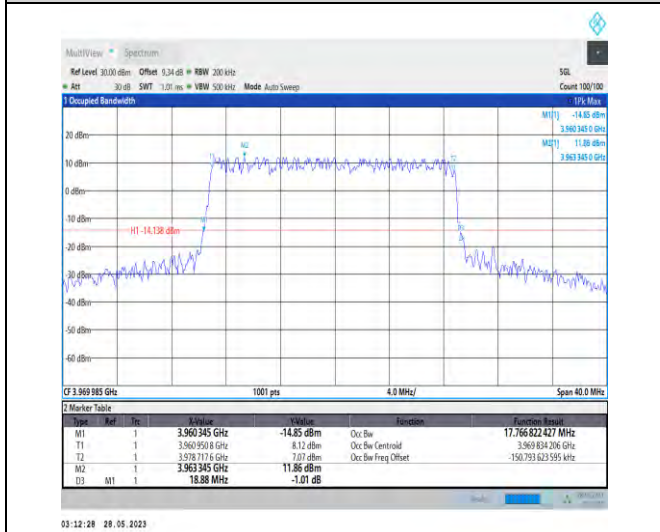 MultiView Spectrum
Ref Level 30.00 dBm Offset 9.34 dB RBW 200 kHz SGL
Att 30 dB SWT 1.01 ms VBW 500 kHz Mode Auto Sweep Count 100/100
1 Occupied Bandwidth 1Pk Max
M1[1] -14.85 dBm
3.960 345 0 GHz
M2[1] 11.86 dBm
3.963 345 0 GHz
20 dBm
M2
T1
T2
10 dBm
0 dBm
-10 dBm
M1
H1 -14.138 dBm
D3
-20 dBm
-30 dBm
-40 dBm
-50 dBm
-60 dBm
CF 3.969 985 GHz 1001 pts 4.0 MHz/ Span 40.0 MHz
2 Marker Table
Type Ref Trc X-Value Y-Value Function Function Result
M1 1 3.960 345 GHz -14.85 dBm Occ Bw 17.766 822 427 MHz
T1 1 3.960 950 8 GHz 8.12 dBm Occ Bw Centroid 3.969 834 206 GHz
T2 1 3.978 717 6 GHz 7.07 dBm Occ Bw Freq Offset -150.793 623 595 kHz
M2 1 3.963 345 GHz 11.86 dBm
D3 M1 1 18.88 MHz -1.01 dB
03:12:28 28.05.2023